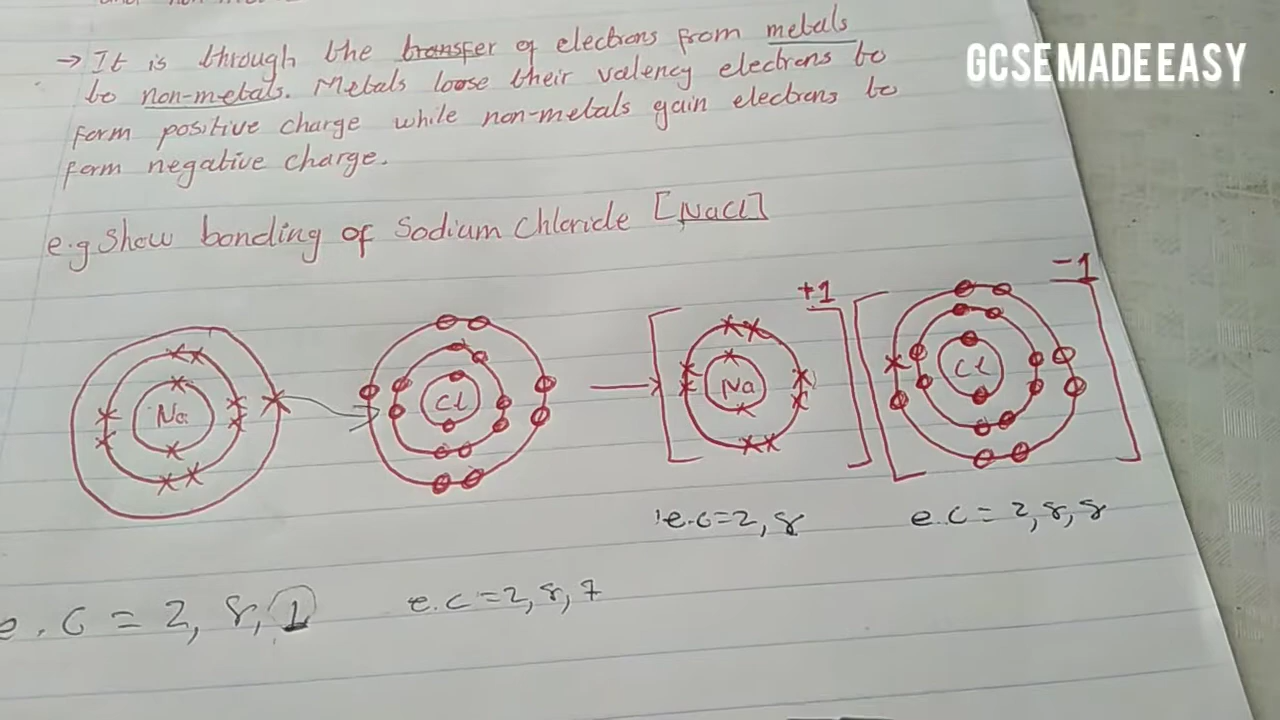 GCSE MADE EASY
→ It is through the transfer of electrons from metals
to non-metals. Metals loose their valency electrons to
form positive charge while non-metals gain electrons to
form negative charge.
e.g Show bonding of Sodium Chloride [NaCl]
+1
-1
Na
Cl
Na
Cl
e.c=2, 8
e.c = 2, 8, 8
e.c = 2, 8, 1
e.c = 2, 8, 7